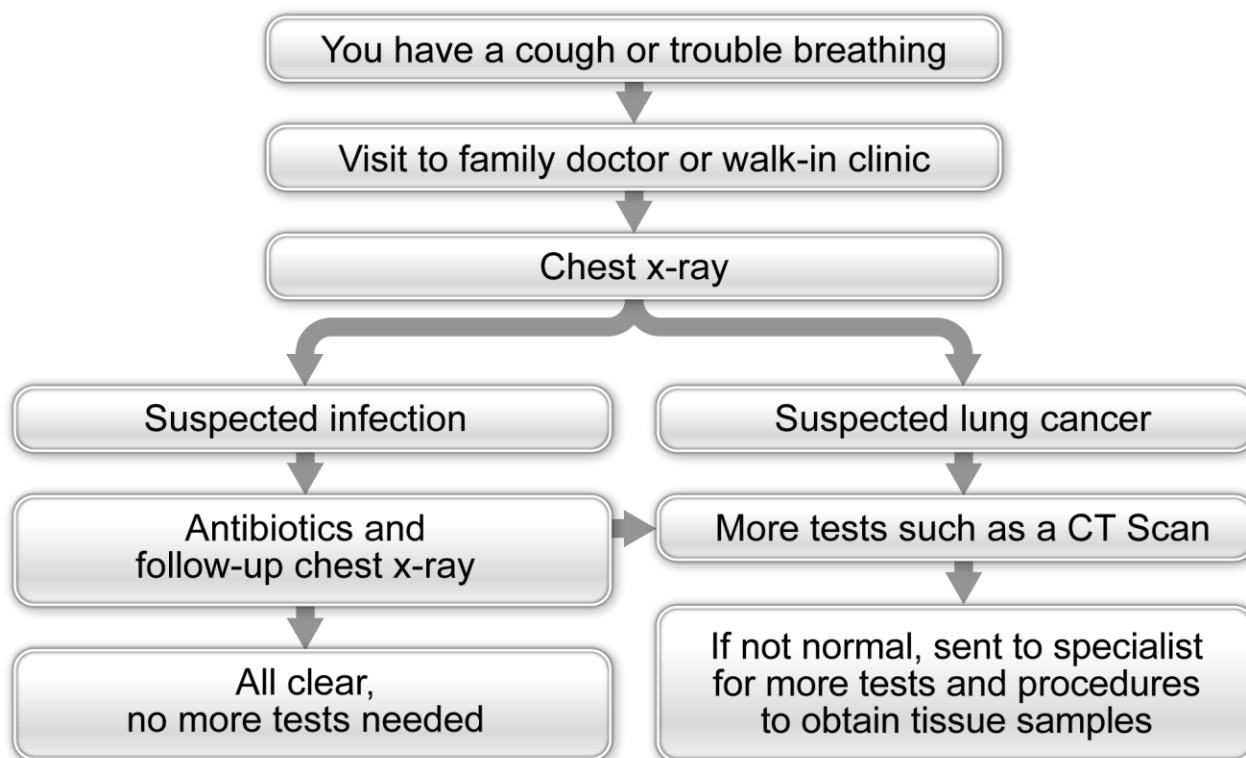 You have a cough or trouble breathing
Visit to family doctor or walk-in clinic
Chest x-ray
Suspected infection
Suspected lung cancer
Antibiotics and
follow-up chest x-ray
More tests such as a CT Scan
All clear,
no more tests needed
If not normal, sent to specialist
for more tests and procedures
to obtain tissue samples